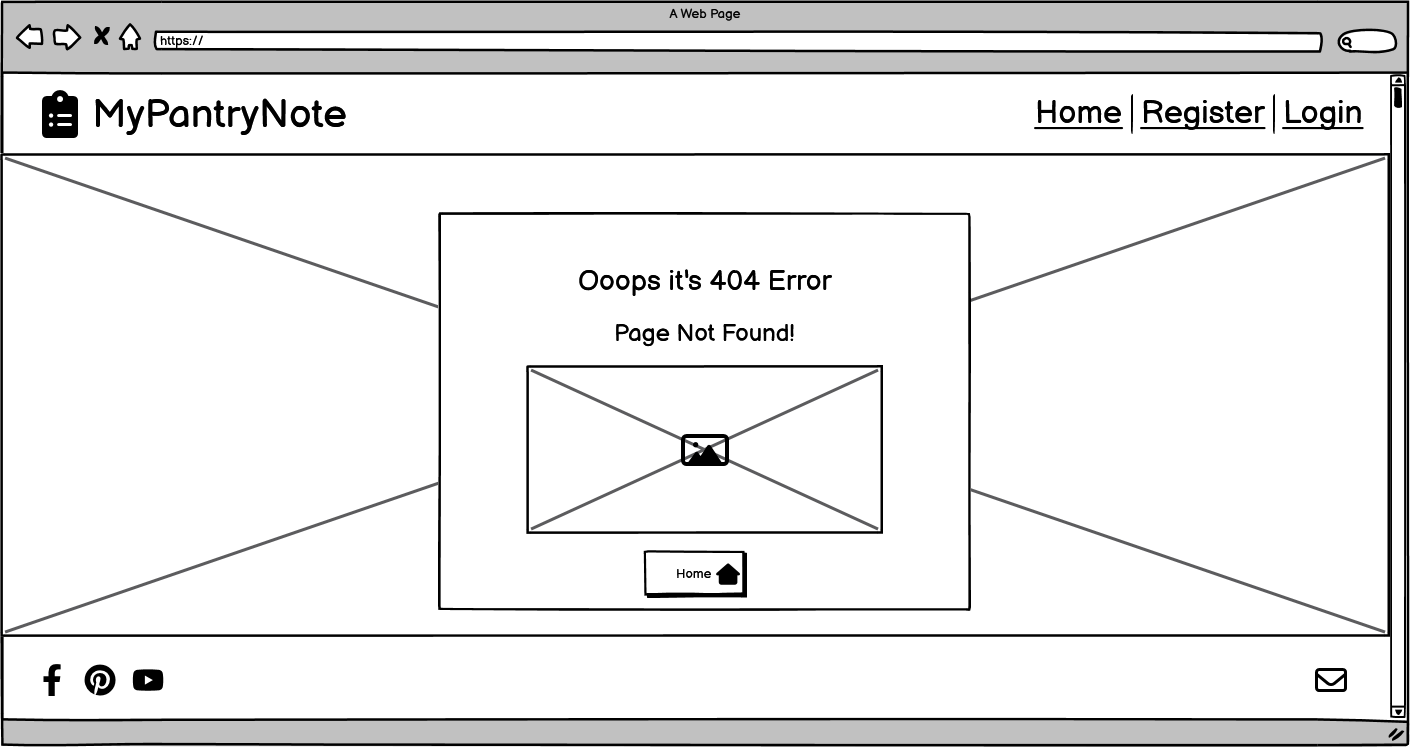 A Web Page
https://
MyPantryNote
Home Register Login
Ooops it's 404 Error
Page Not Found!
Home